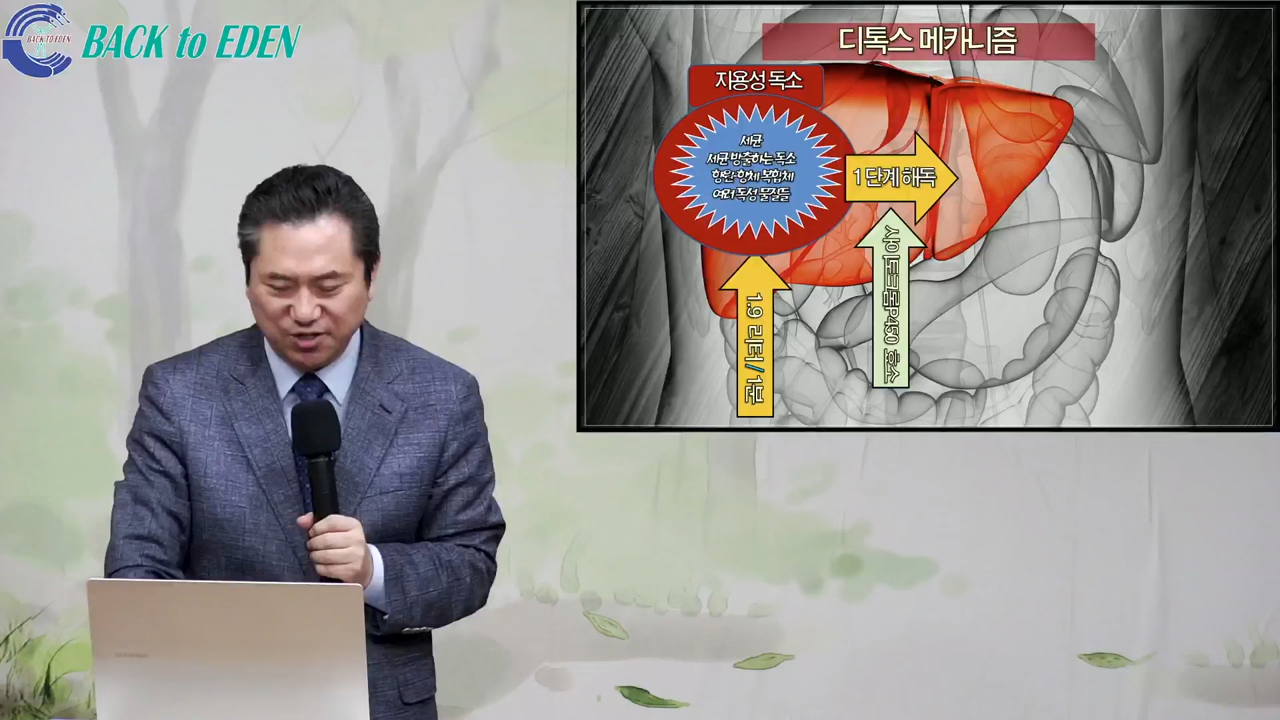 BACK TO EDEN
BACK to EDEN
디톡스 메카니즘
지용성 독소
세균
세균 방출하는 독소
항원·항체 복합체
여러 독성 물질들
1단계 해독
사이토크롬P450 효소
1.9 리터/1분